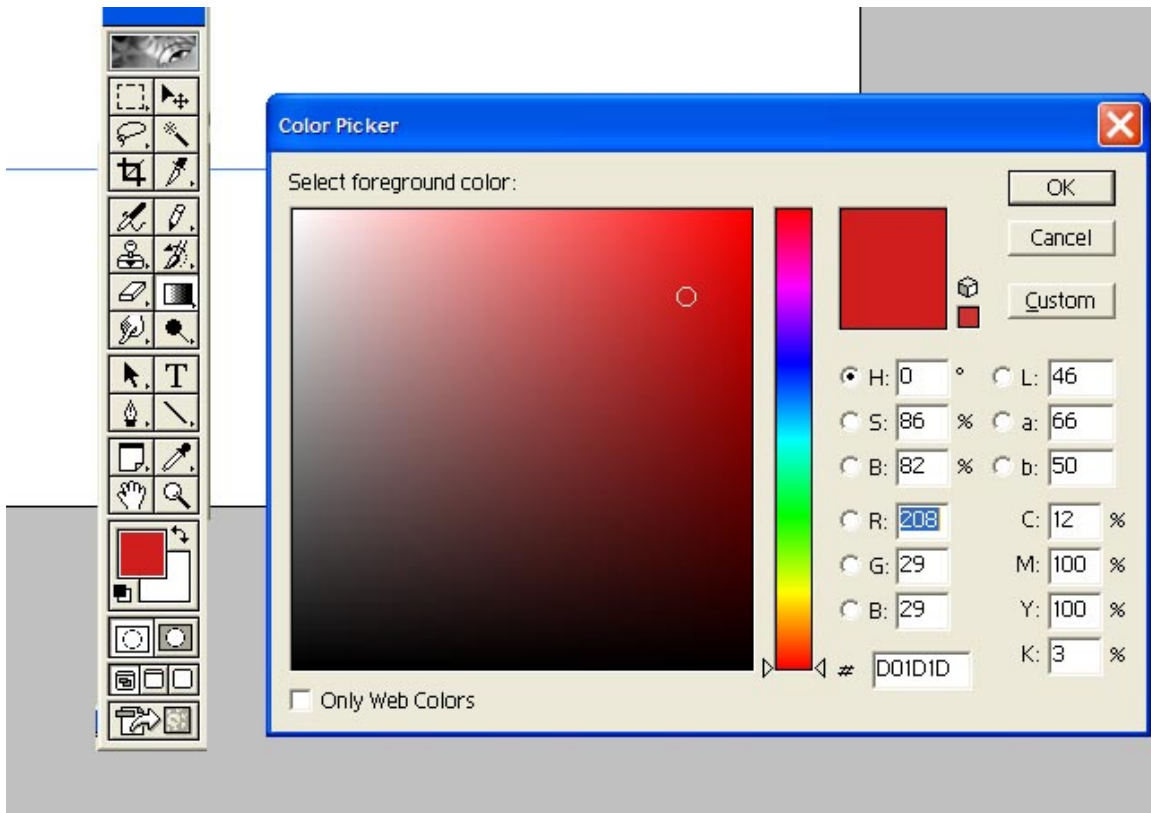 Color Picker
Select foreground color:
OK
Cancel
Custom
H: 0 ° L: 46
S: 86 % a: 66
B: 82 % b: 50
R: 208 C: 12 %
G: 29 M: 100 %
B: 29 Y: 100 %
# D01D1D K: 3 %
Only Web Colors
T